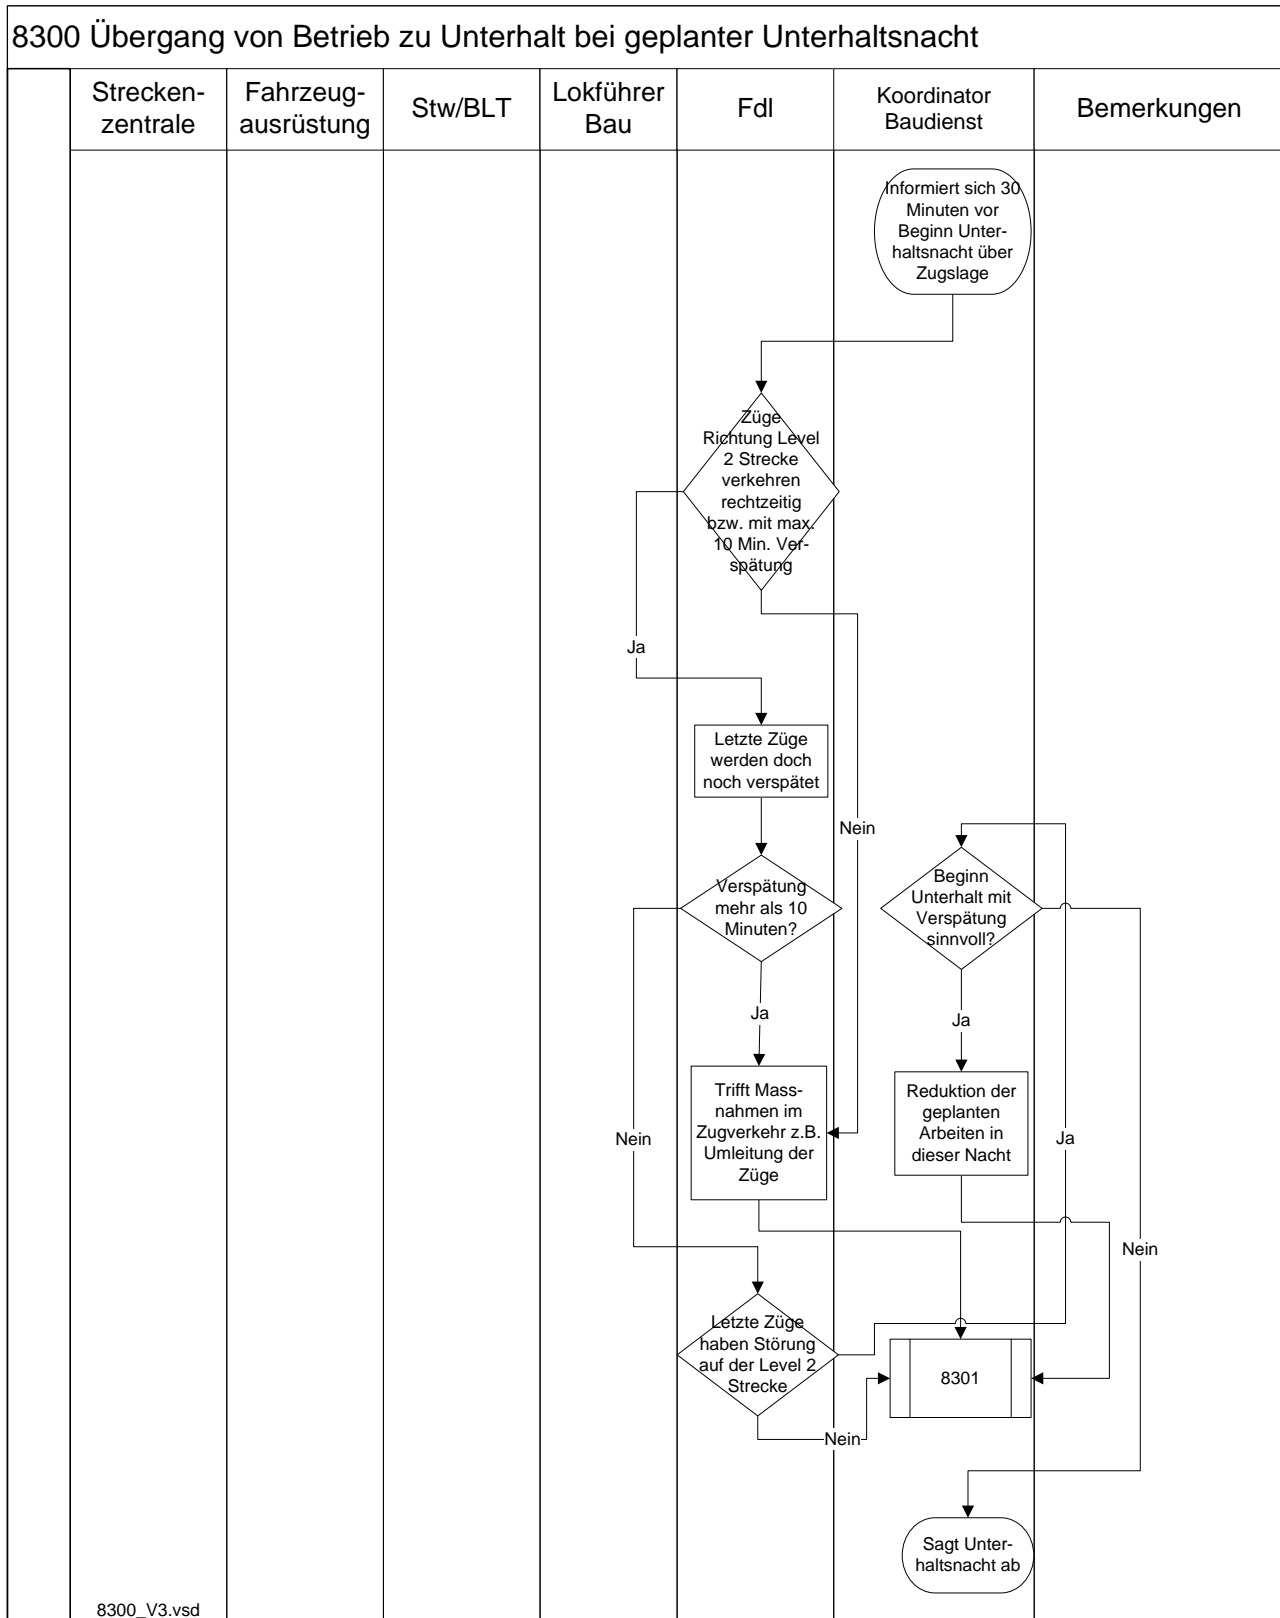 8300 Übergang von Betrieb zu Unterhalt bei geplanter Unterhaltsnacht
Strecken-
zentrale
Fahrzeug-
ausrüstung
Stw/BLT
Lokführer
Bau
Fdl
Koordinator
Baudienst
Bemerkungen
Informiert sich 30
Minuten vor
Beginn Unter-
haltsnacht über
Zugslage
Züge
Richtung Level
2 Strecke
verkehren
rechtzeitig
bzw. mit max.
10 Min. Ver-
spätung
Ja
Letzte Züge
werden doch
noch verspätet
Nein
Verspätung
mehr als 10
Minuten?
Beginn
Unterhalt mit
Verspätung
sinnvoll?
Ja
Ja
Trifft Mass-
nahmen im
Zugverkehr z.B.
Umleitung der
Züge
Reduktion der
geplanten
Arbeiten in
dieser Nacht
Nein
Ja
Nein
Letzte Züge
haben Störung
auf der Level 2
Strecke
8301
Nein
Sagt Unter-
haltsnacht ab
8300_V3.vsd